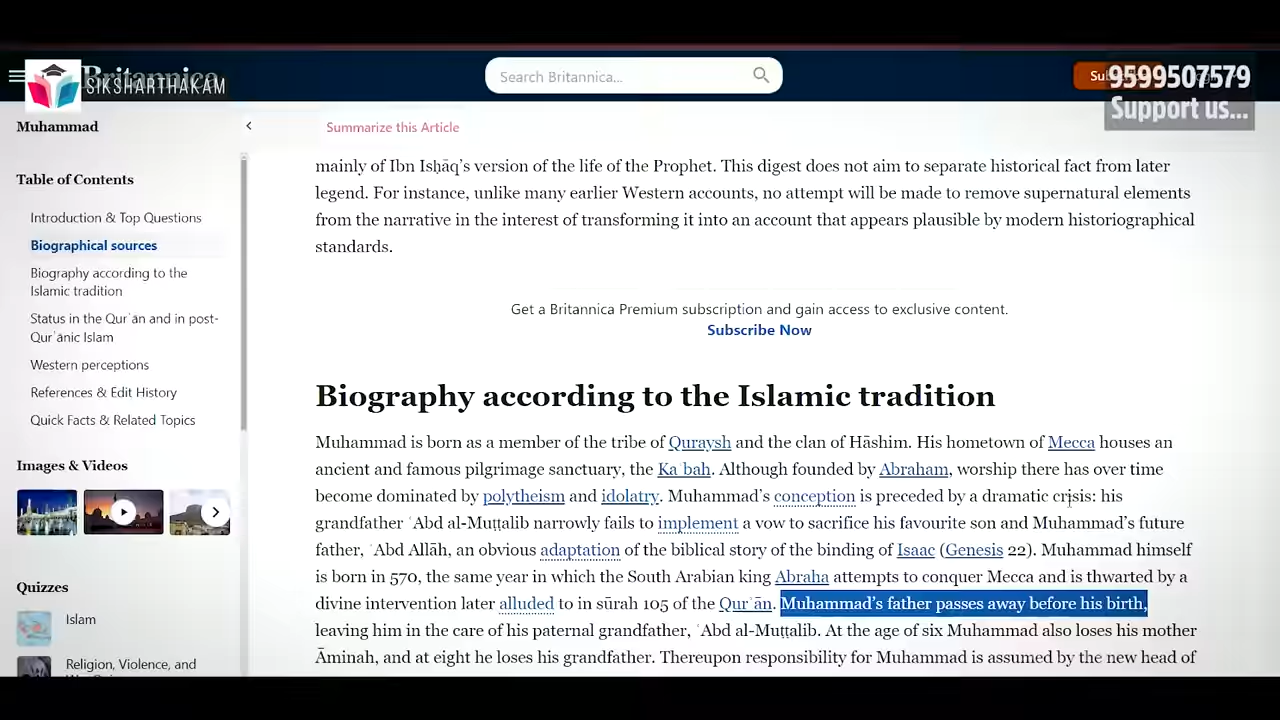 Britannica
SIKSHARTHAKAM
Search Britannica...
9599507579
Support us...
Muhammad
Summarize this Article
Table of Contents
Introduction & Top Questions
Biographical sources
Biography according to the
Islamic tradition
Status in the Qurʾān and in post-
Qurʾānic Islam
Western perceptions
References & Edit History
Quick Facts & Related Topics
Images & Videos
Quizzes
Islam
Religion, Violence, and
mainly of Ibn Isḥāq’s version of the life of the Prophet. This digest does not aim to separate historical fact from later
legend. For instance, unlike many earlier Western accounts, no attempt will be made to remove supernatural elements
from the narrative in the interest of transforming it into an account that appears plausible by modern historiographical
standards.
Get a Britannica Premium subscription and gain access to exclusive content.
Subscribe Now
Biography according to the Islamic tradition
Muhammad is born as a member of the tribe of Quraysh and the clan of Hāshim. His hometown of Mecca houses an
ancient and famous pilgrimage sanctuary, the Kaʿbah. Although founded by Abraham, worship there has over time
become dominated by polytheism and idolatry. Muhammad’s conception is preceded by a dramatic crisis: his
grandfather ʿAbd al-Muṭṭalib narrowly fails to implement a vow to sacrifice his favourite son and Muhammad’s future
father, ʿAbd Allāh, an obvious adaptation of the biblical story of the binding of Isaac (Genesis 22). Muhammad himself
is born in 570, the same year in which the South Arabian king Abraha attempts to conquer Mecca and is thwarted by a
divine intervention later alluded to in sūrah 105 of the Qurʾān. Muhammad’s father passes away before his birth,
leaving him in the care of his paternal grandfather, ʿAbd al-Muṭṭalib. At the age of six Muhammad also loses his mother
Āminah, and at eight he loses his grandfather. Thereupon responsibility for Muhammad is assumed by the new head of